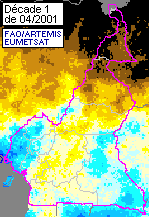 Décade 1
de 04/2001
FAO/ARTEMIS
EUMETSAT